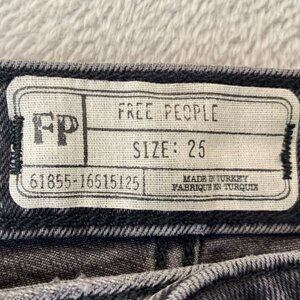 FP
FREE PEOPLE
SIZE: 25
61855-16515125
MADE IN TURKEY
FABRIQUE EN TURQUIE